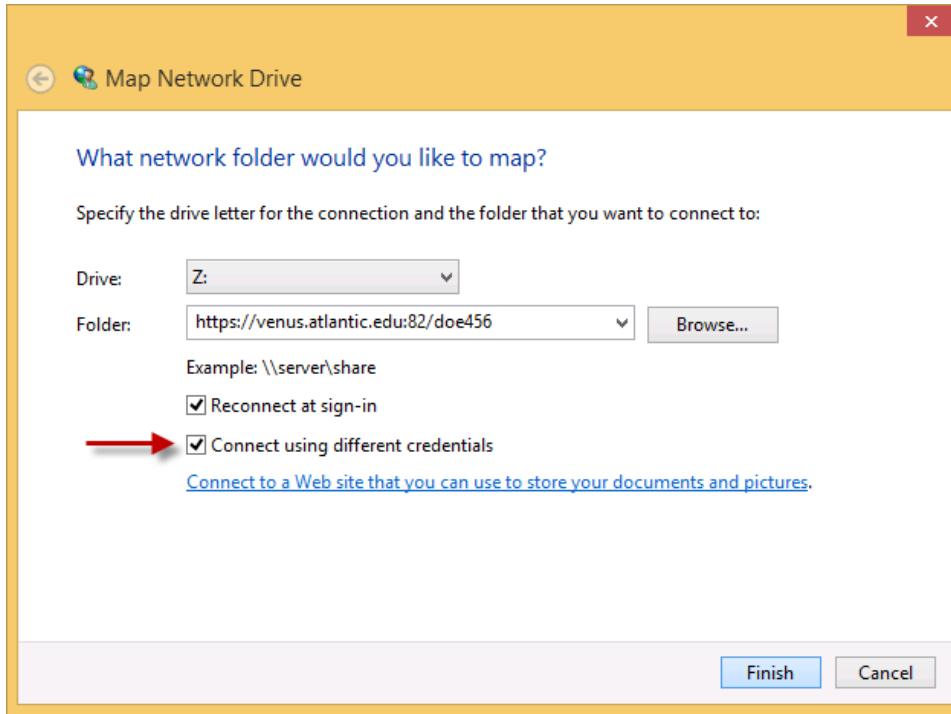 Map Network Drive
What network folder would you like to map?
Specify the drive letter for the connection and the folder that you want to connect to:
Drive: Z:
Folder: https://venus.atlantic.edu:82/doe456 Browse...
Example: \\server\share
Reconnect at sign-in
Connect using different credentials
Connect to a Web site that you can use to store your documents and pictures.
Finish Cancel